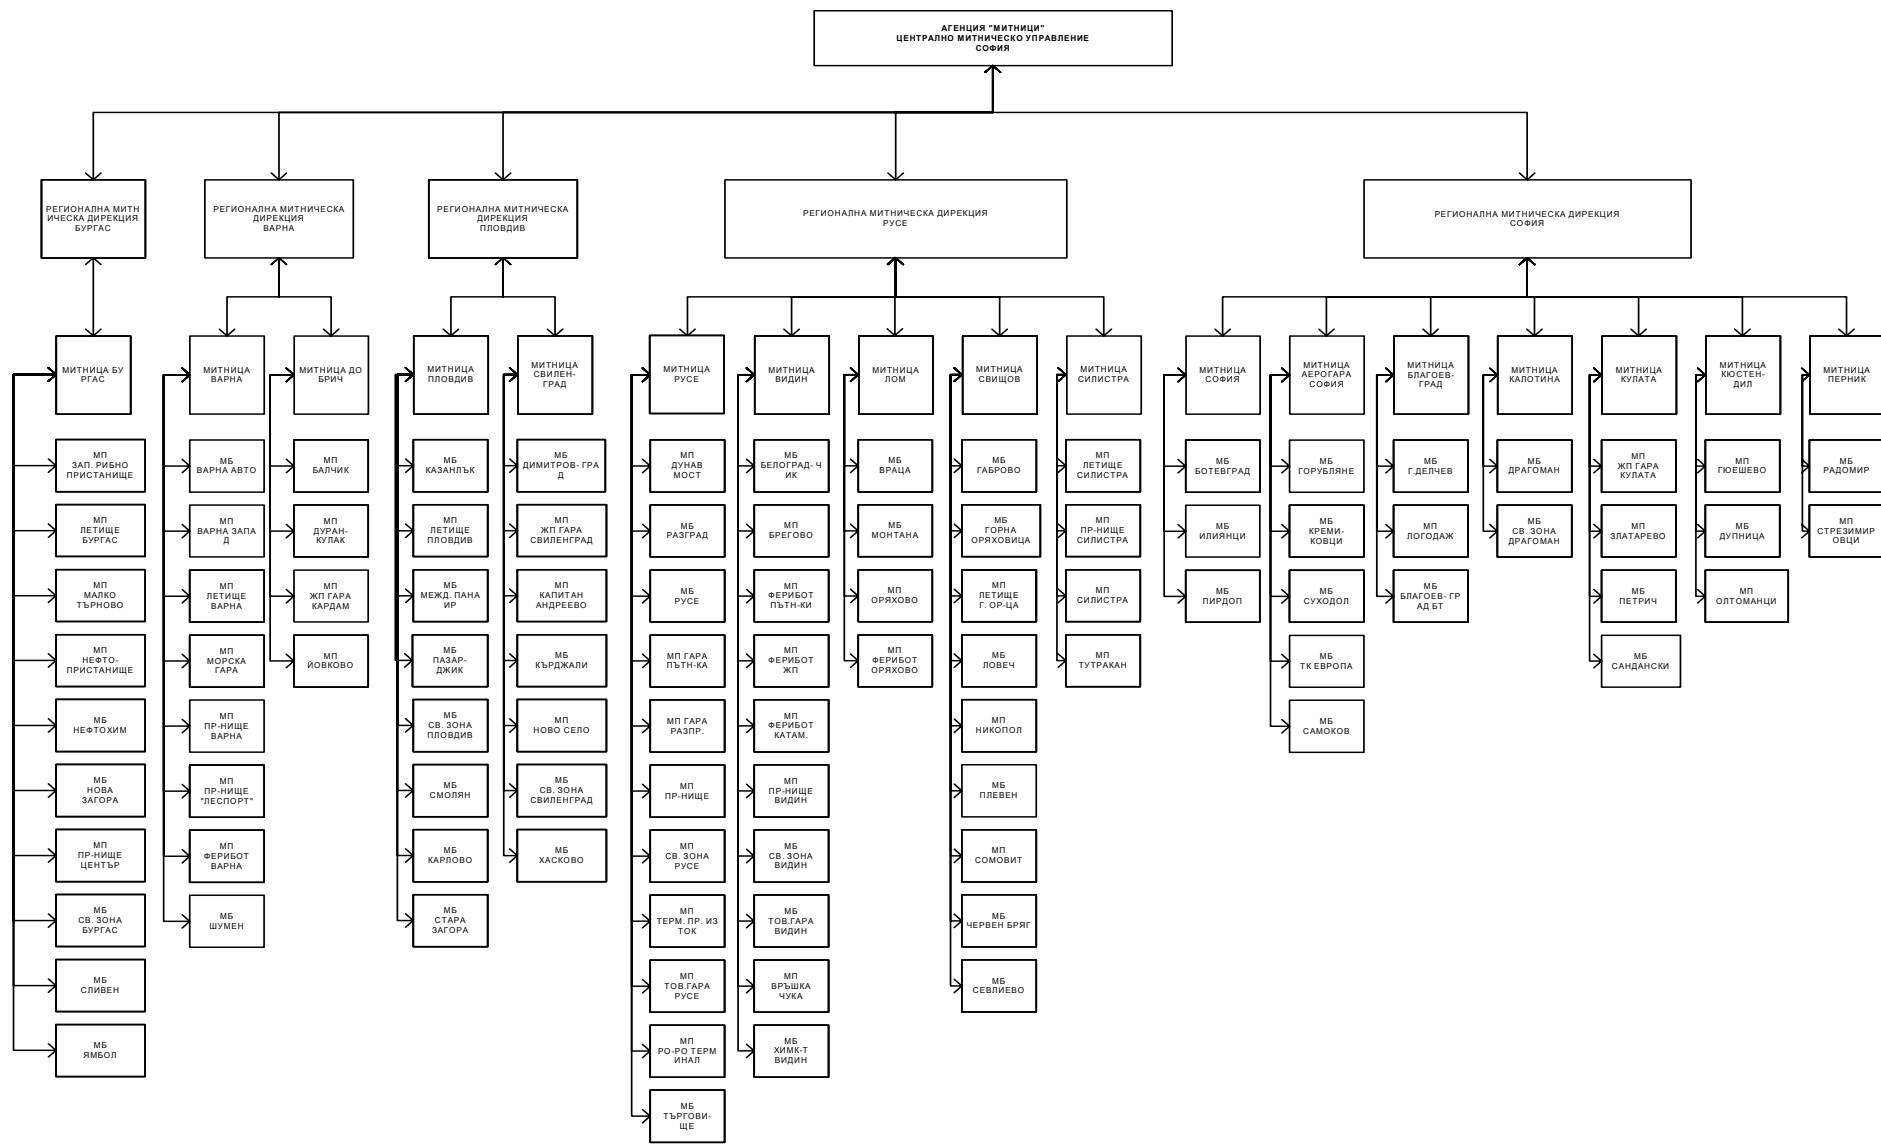 АГЕНЦИЯ "МИТНИЦИ"
ЦЕНТРАЛНО МИТНИЧЕСКО УПРАВЛЕНИЕ
СОФИЯ
РЕГИОНАЛНА МИТН
ИЧЕСКА ДИРЕКЦИЯ
БУРГАС
РЕГИОНАЛНА МИТНИЧЕСКА
ДИРЕКЦИЯ
ВАРНА
РЕГИОНАЛНА МИТНИЧЕСКА
ДИРЕКЦИЯ
ПЛОВДИВ
РЕГИОНАЛНА МИТНИЧЕСКА ДИРЕКЦИЯ
РУСЕ
РЕГИОНАЛНА МИТНИЧЕСКА ДИРЕКЦИЯ
СОФИЯ
МИТНИЦА БУ
РГАС
МП
ЗАП. РИБНО
ПРИСТАНИЩЕ
МП
ЛЕТИЩЕ
БУРГАС
МП
МАЛКО
ТЪРНОВО
МП
НЕФТО-
ПРИСТАНИЩЕ
МБ
НЕФТОХИМ
МБ
НОВА
ЗАГОРА
МП
ПР-НИЩЕ
ЦЕНТЪР
МБ
СВ. ЗОНА
БУРГАС
МБ
СЛИВЕН
МБ
ЯМБОЛ
МИТНИЦА
ВАРНА
МБ
ВАРНА АВТО
МП
ВАРНА ЗАПА
Д
МП
ЛЕТИЩЕ
ВАРНА
МП
МОРСКА
ГАРА
МП
ПР-НИЩЕ
ВАРНА
МП
ПР-НИЩЕ
"ЛЕСПОРТ"
МП
ФЕРИБОТ
ВАРНА
МБ
ШУМЕН
МИТНИЦА ДО
БРИЧ
МП
БАЛЧИК
МП
ДУРАН-
КУЛАК
МП
ЖП ГАРА
КАРДАМ
МП
ЙОВКОВО
МИТНИЦА
ПЛОВДИВ
МБ
КАЗАНЛЪК
МП
ЛЕТИЩЕ
ПЛОВДИВ
МБ
МЕЖД. ПАНА
ИР
МБ
ПАЗАР-
ДЖИК
МБ
СВ. ЗОНА
ПЛОВДИВ
МБ
СМОЛЯН
МБ
КАРЛОВО
МБ
СТАРА
ЗАГОРА
МИТНИЦА
СВИЛЕН-
ГРАД
МБ
ДИМИТРОВ- ГРА
Д
МП
ЖП ГАРА
СВИЛЕНГРАД
МП
КАПИТАН
АНДРЕЕВО
МБ
КЪРДЖАЛИ
МП
НОВО СЕЛО
МБ
СВ. ЗОНА
СВИЛЕНГРАД
МБ
ХАСКОВО
МИТНИЦА
РУСЕ
МП
ДУНАВ
МОСТ
МБ
РАЗГРАД
МБ
РУСЕ
МП ГАРА
ПЪТН-КА
МП ГАРА
РАЗПР.
МП
ПР-НИЩЕ
МП
СВ. ЗОНА
РУСЕ
МП
ТЕРМ. ПР. ИЗ
ТОК
МП
ТОВ.ГАРА
РУСЕ
МП
РО-РО ТЕРМ
ИНАЛ
МБ
ТЪРГОВИ-
ЩЕ
МИТНИЦА
ВИДИН
МБ
БЕЛОГРАД- Ч
ИК
МП
БРЕГОВО
МП
ФЕРИБОТ
ПЪТН-КИ
МП
ФЕРИБОТ
ЖП
МП
ФЕРИБОТ
КАТАМ.
МП
ПР-НИЩЕ
ВИДИН
МБ
СВ. ЗОНА
ВИДИН
МБ
ТОВ.ГАРА
ВИДИН
МП
ВРЪШКА
ЧУКА
МБ
ХИМК-Т
ВИДИН
МИТНИЦА
ЛОМ
МБ
ВРАЦА
МБ
МОНТАНА
МП
ОРЯХОВО
МП
ФЕРИБОТ
ОРЯХОВО
МИТНИЦА
СВИЩОВ
МБ
ГАБРОВО
МБ
ГОРНА
ОРЯХОВИЦА
МП
ЛЕТИЩЕ
Г. ОР-ЦА
МБ
ЛОВЕЧ
МП
НИКОПОЛ
МБ
ПЛЕВЕН
МП
СОМОВИТ
МБ
ЧЕРВЕН БРЯГ
МБ
СЕВЛИЕВО
МИТНИЦА
СИЛИСТРА
МП
ЛЕТИЩЕ
СИЛИСТРА
МП
ПР-НИЩЕ
СИЛИСТРА
МП
СИЛИСТРА
МП
ТУТРАКАН
МИТНИЦА
СОФИЯ
МБ
БОТЕВГРАД
МБ
ИЛИЯНЦИ
МБ
ПИРДОП
МИТНИЦА
АЕРОГАРА
СОФИЯ
МБ
ГОРУБЛЯНЕ
МБ
КРЕМИ-
КОВЦИ
МБ
СУХОДОЛ
МБ
ТК ЕВРОПА
МБ
САМОКОВ
МИТНИЦА
БЛАГОЕВ-
ГРАД
МБ
Г.ДЕЛЧЕВ
МП
ЛОГОДАЖ
МБ
БЛАГОЕВ- ГР
АД БТ
МИТНИЦА
КАЛОТИНА
МБ
ДРАГОМАН
МБ
СВ. ЗОНА
ДРАГОМАН
МИТНИЦА
КУЛАТА
МП
ЖП ГАРА
КУЛАТА
МП
ЗЛАТАРЕВО
МБ
ПЕТРИЧ
МБ
САНДАНСКИ
МИТНИЦА
КЮСТЕН-
ДИЛ
МП
ГЮЕШЕВО
МБ
ДУПНИЦА
МП
ОЛТОМАНЦИ
МИТНИЦА
ПЕРНИК
МБ
РАДОМИР
МП
СТРЕЗИМИР
ОВЦИ